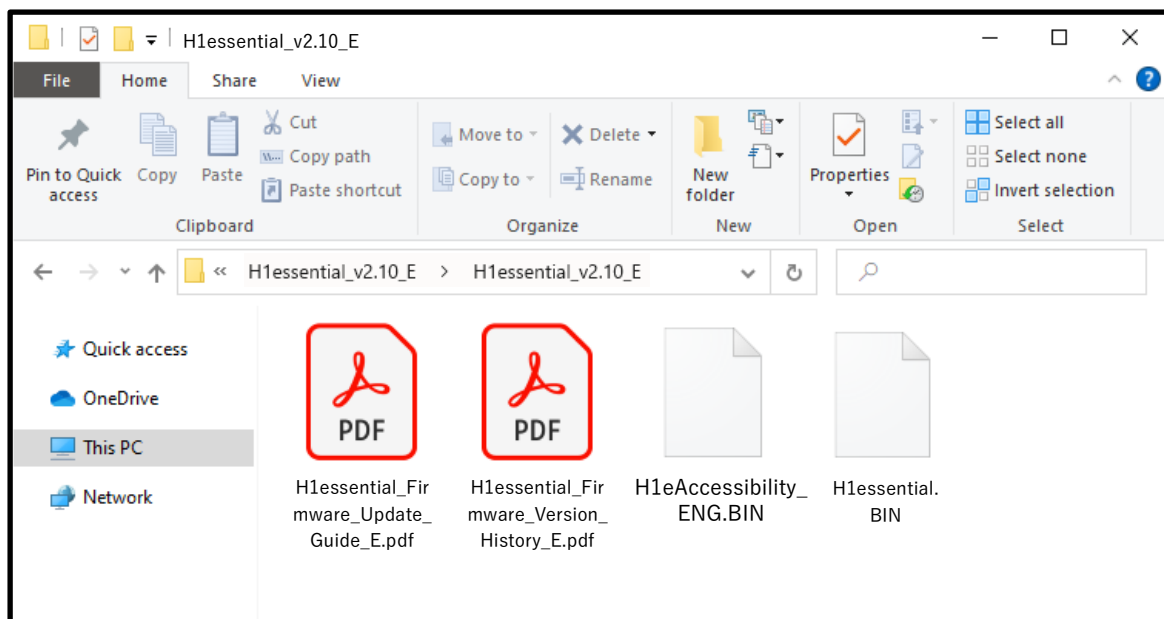 H1essential_v2.10_E
File Home Share View
Pin to Quick access
Copy
Paste
Cut
Copy path
Paste shortcut
Clipboard
Move to
Copy to
Delete
Rename
Organize
New folder
New
Properties
Open
Select all
Select none
Invert selection
Select
« H1essential_v2.10_E > H1essential_v2.10_E
Quick access
OneDrive
This PC
Network
PDF
H1essential_Fir
mware_Update_
Guide_E.pdf
PDF
H1essential_Fir
mware_Version_
History_E.pdf
H1eAccessibility_
ENG.BIN
H1essential.
BIN